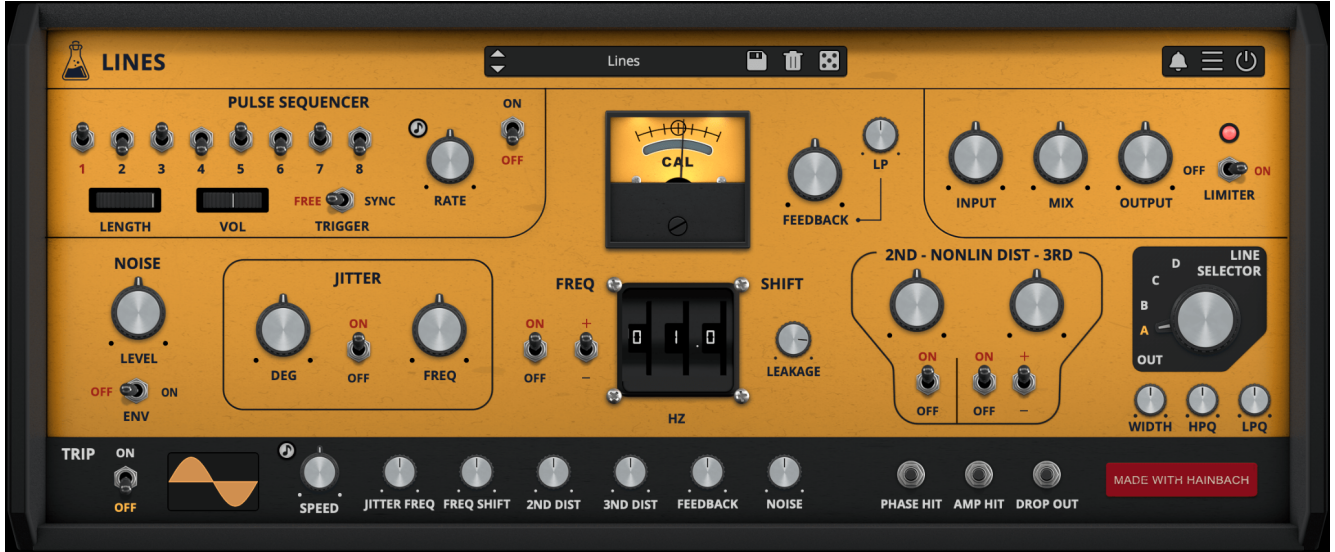 LINES
Lines
PULSE SEQUENCER
ON
OFF
1 2 3 4 5 6 7 8
LENGTH
VOL
FREE
SYNC
TRIGGER
RATE
CAL
LP
FEEDBACK
INPUT
MIX
OUTPUT
OFF
ON
LIMITER
NOISE
LEVEL
OFF
ON
ENV
JITTER
DEG
ON
OFF
FREQ
FREQ
SHIFT
ON
OFF
+
−
0 1.0
HZ
LEAKAGE
2ND - NONLIN DIST - 3RD
ON
OFF
ON
OFF
+
−
LINE
SELECTOR
D
C
B
A
OUT
WIDTH
HPQ
LPQ
TRIP
ON
OFF
SPEED
JITTER FREQ
FREQ SHIFT
2ND DIST
3ND DIST
FEEDBACK
NOISE
PHASE HIT
AMP HIT
DROP OUT
MADE WITH HAINBACH